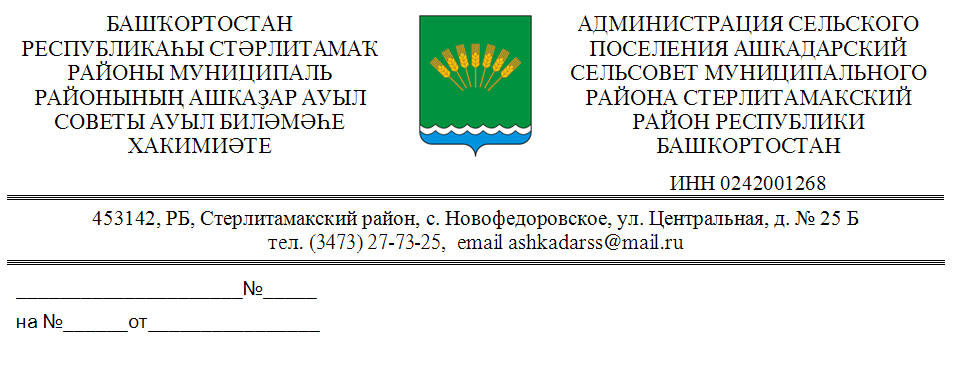 БАШҠОРТОСТАН
РЕСПУБЛИКАҺЫ СТӘРЛИТАМАҠ
РАЙОНЫ МУНИЦИПАЛЬ
РАЙОНЫНЫҢ АШКАҘАР АУЫЛ
СОВЕТЫ АУЫЛ БИЛӘМӘҺЕ
ХАКИМИӘТЕ
АДМИНИСТРАЦИЯ СЕЛЬСКОГО
ПОСЕЛЕНИЯ АШКАДАРСКИЙ
СЕЛЬСОВЕТ МУНИЦИПАЛЬНОГО
РАЙОНА СТЕРЛИТАМАКСКИЙ
РАЙОН РЕСПУБЛИКИ
БАШКОРТОСТАН
ИНН 0242001268
453142, РБ, Стерлитамакский район, с. Новофедоровское, ул. Центральная, д. № 25 Б
тел. (3473) 27-73-25, email ashkadarss@mail.ru
_____________________№_____
на №______от________________